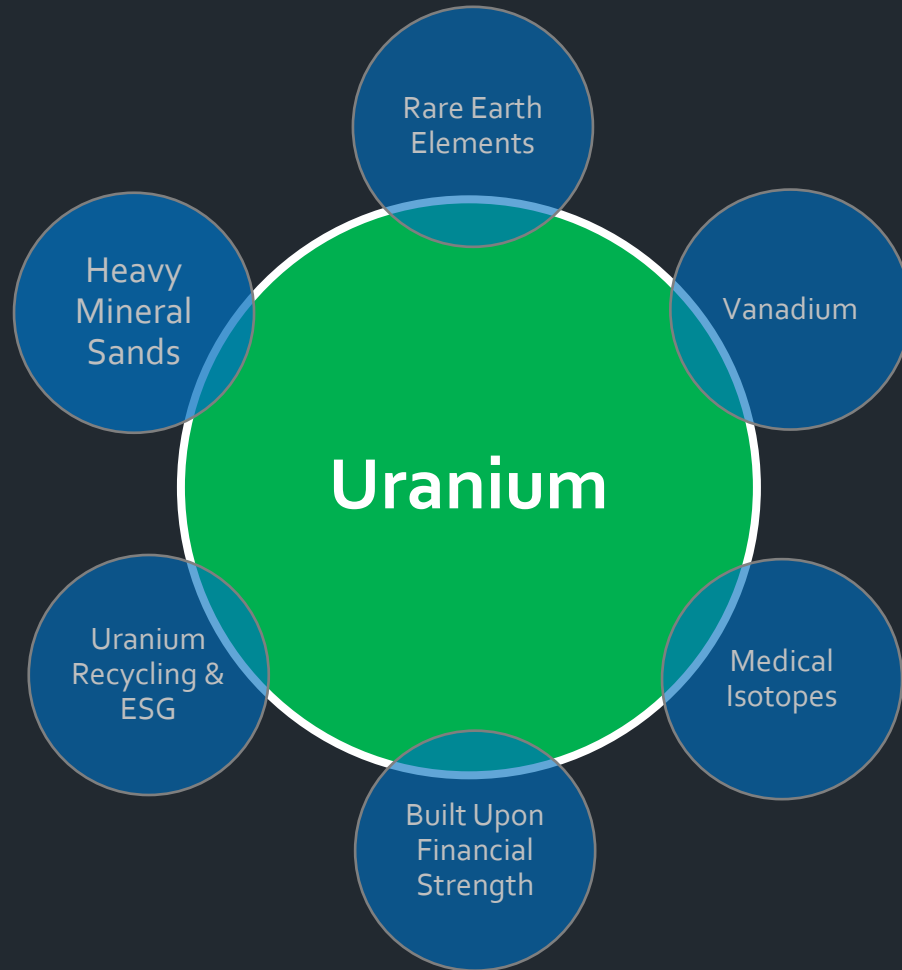 Rare Earth
Elements
Heavy
Mineral
Sands
Vanadium
Uranium
Uranium
Recycling &
ESG
Medical
Isotopes
Built Upon
Financial
Strength